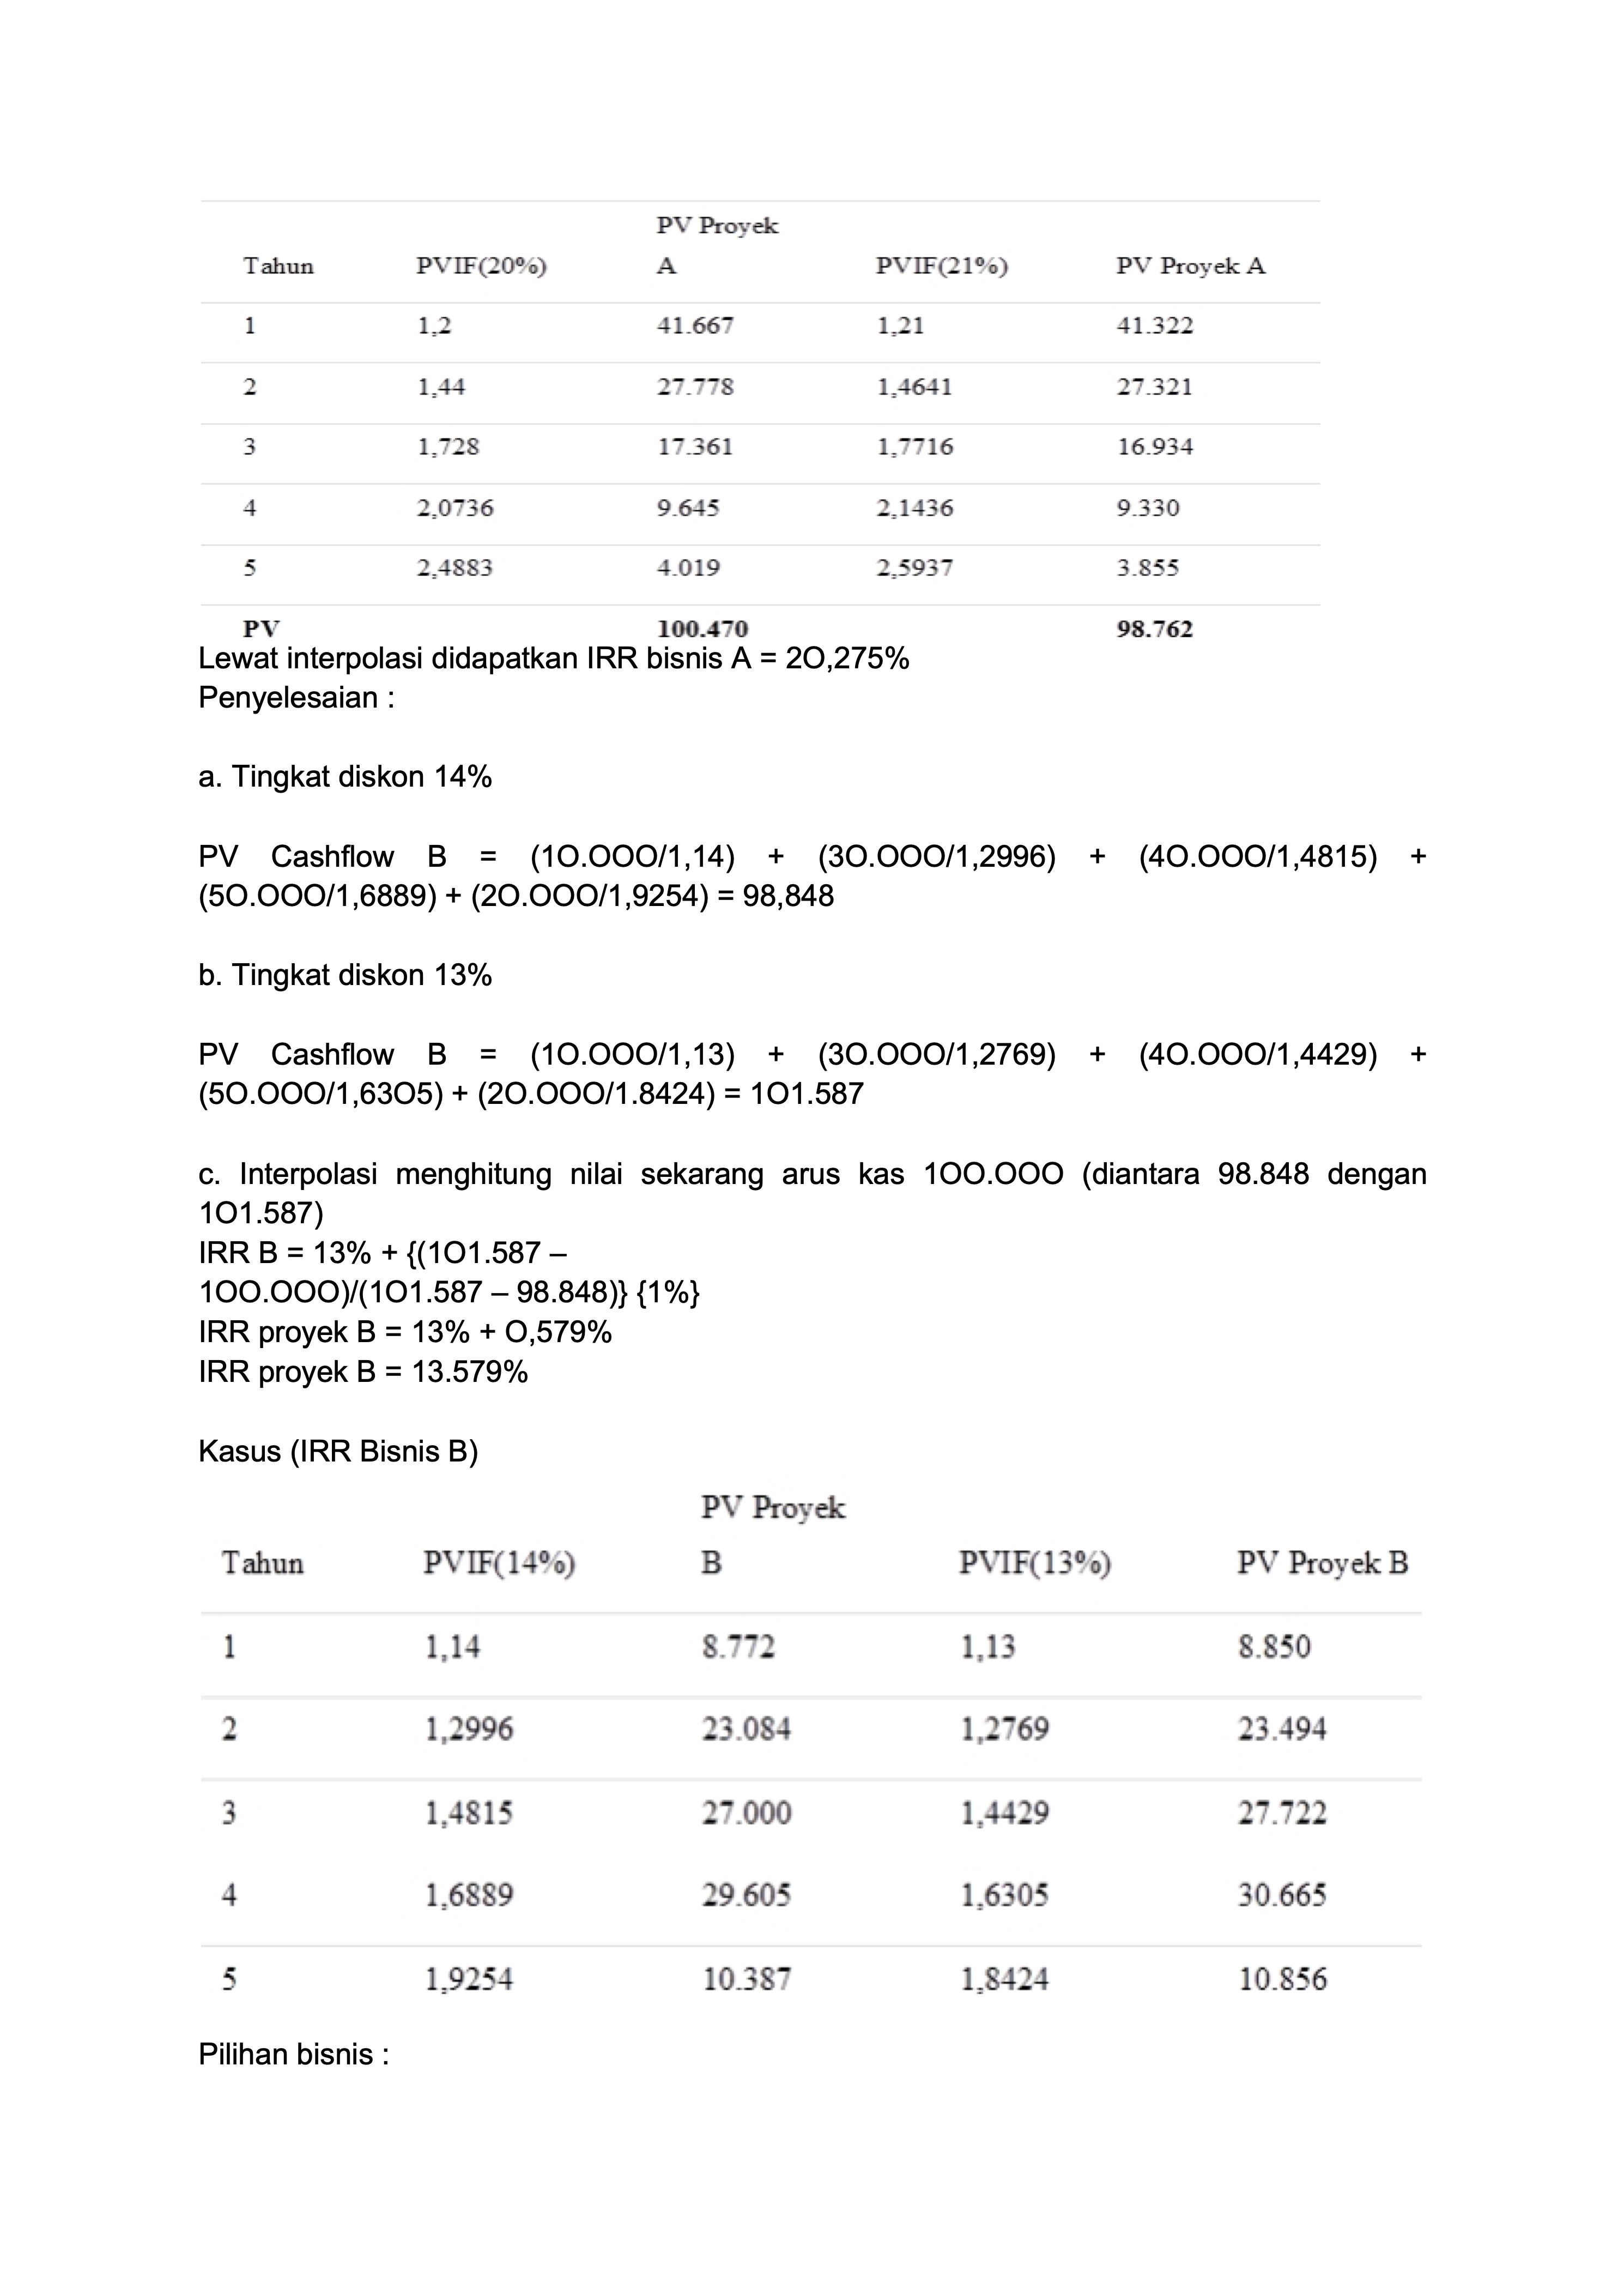 PV Proyek
Tahun PVIF(20%) A PVIF(21%) PV Proyek A
1 1,2 41.667 1,21 41.322
2 1,44 27.778 1,4641 27.321
3 1,728 17.361 1,7716 16.934
4 2,0736 9.645 2,1436 9.330
5 2,4883 4.019 2,5937 3.855
PV 100.470 98.762
Lewat interpolasi didapatkan IRR bisnis A = 2O,275%
Penyelesaian :
a. Tingkat diskon 14%
PV Cashflow B = (1O.OOO/1,14) + (3O.OOO/1,2996) + (4O.OOO/1,4815) +
(5O.OOO/1,6889) + (2O.OOO/1,9254) = 98,848
b. Tingkat diskon 13%
PV Cashflow B = (1O.OOO/1,13) + (3O.OOO/1,2769) + (4O.OOO/1,4429) +
(5O.OOO/1,63O5) + (2O.OOO/1.8424) = 1O1.587
c. Interpolasi menghitung nilai sekarang arus kas 1OO.OOO (diantara 98.848 dengan
1O1.587)
IRR B = 13% + {(1O1.587 –
1OO.OOO)/(1O1.587 – 98.848)} {1%}
IRR proyek B = 13% + O,579%
IRR proyek B = 13.579%
Kasus (IRR Bisnis B)
PV Proyek
Tahun PVIF(14%) B PVIF(13%) PV Proyek B
1 1,14 8.772 1,13 8.850
2 1,2996 23.084 1,2769 23.494
3 1,4815 27.000 1,4429 27.722
4 1,6889 29.605 1,6305 30.665
5 1,9254 10.387 1,8424 10.856
Pilihan bisnis :